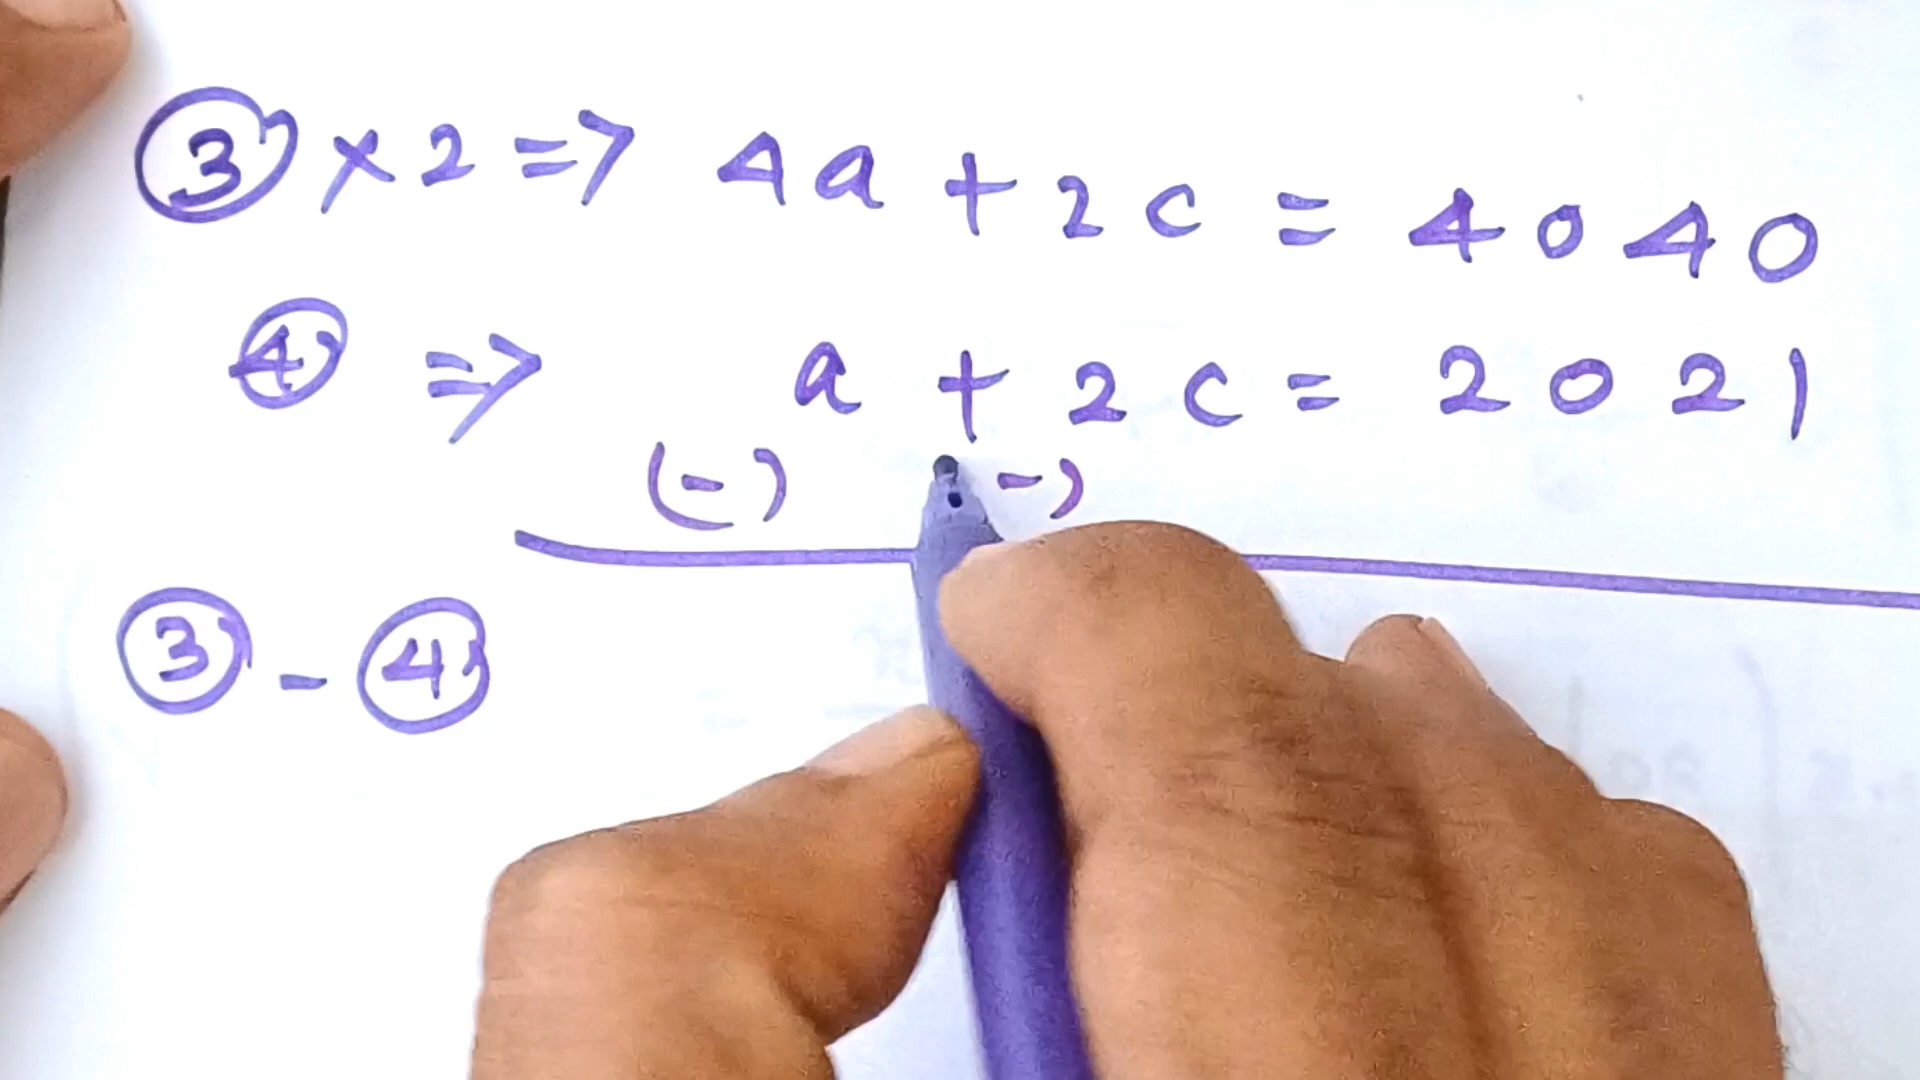 ③ × 2 => 4a + 2c = 4040
④ => a + 2c = 2021
(-) -)
③ - ④